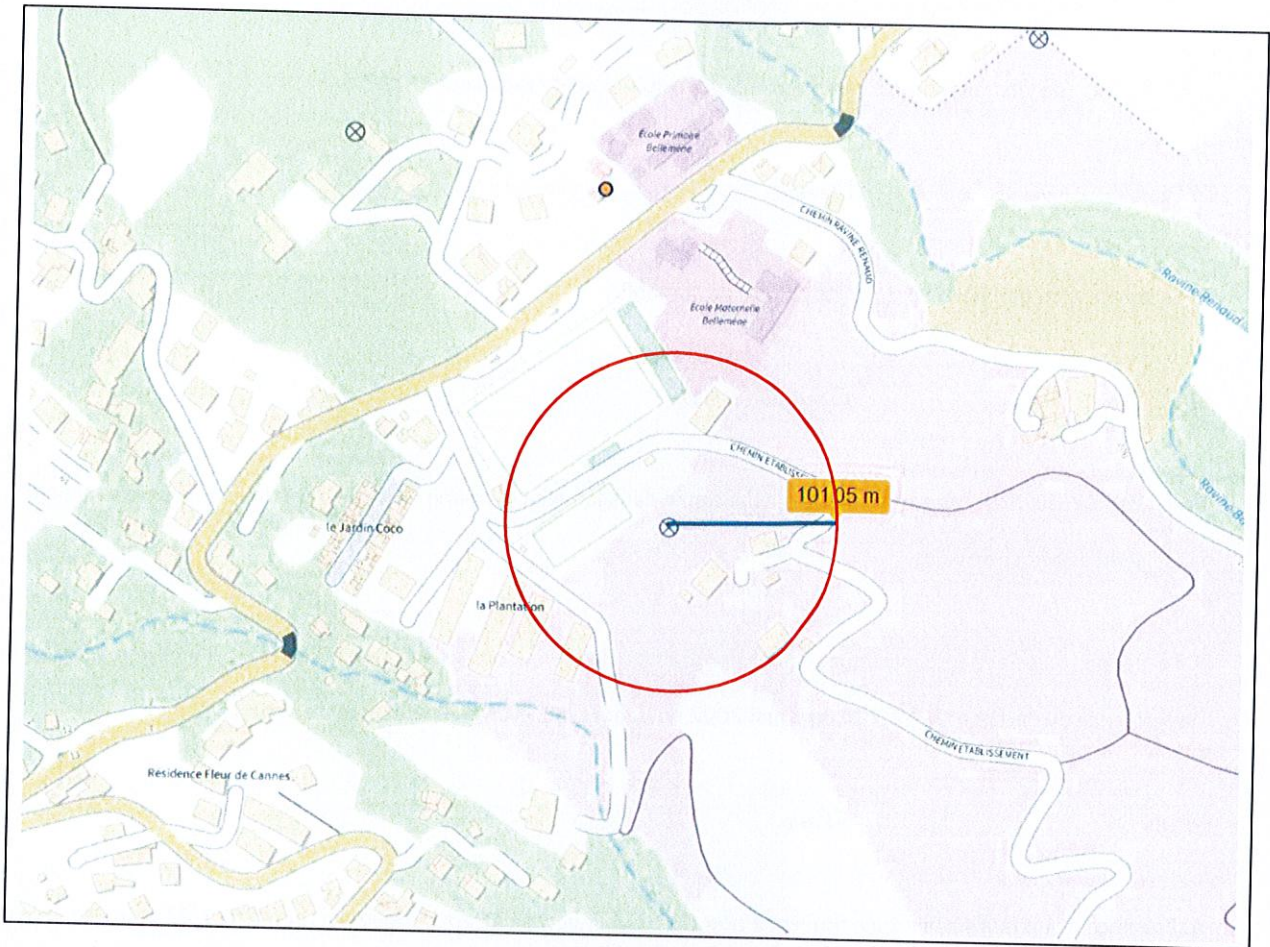 École Primaire
Bellemène
CHEMIN RAVINE RENAUD
Ravine Renaud
École Maternelle
Bellemène
CHEMIN ETABLISSE
101,05 m
le Jardin Coco
la Plantation
CHEMIN ETABLISSEMENT
Résidence Fleur de Cannes